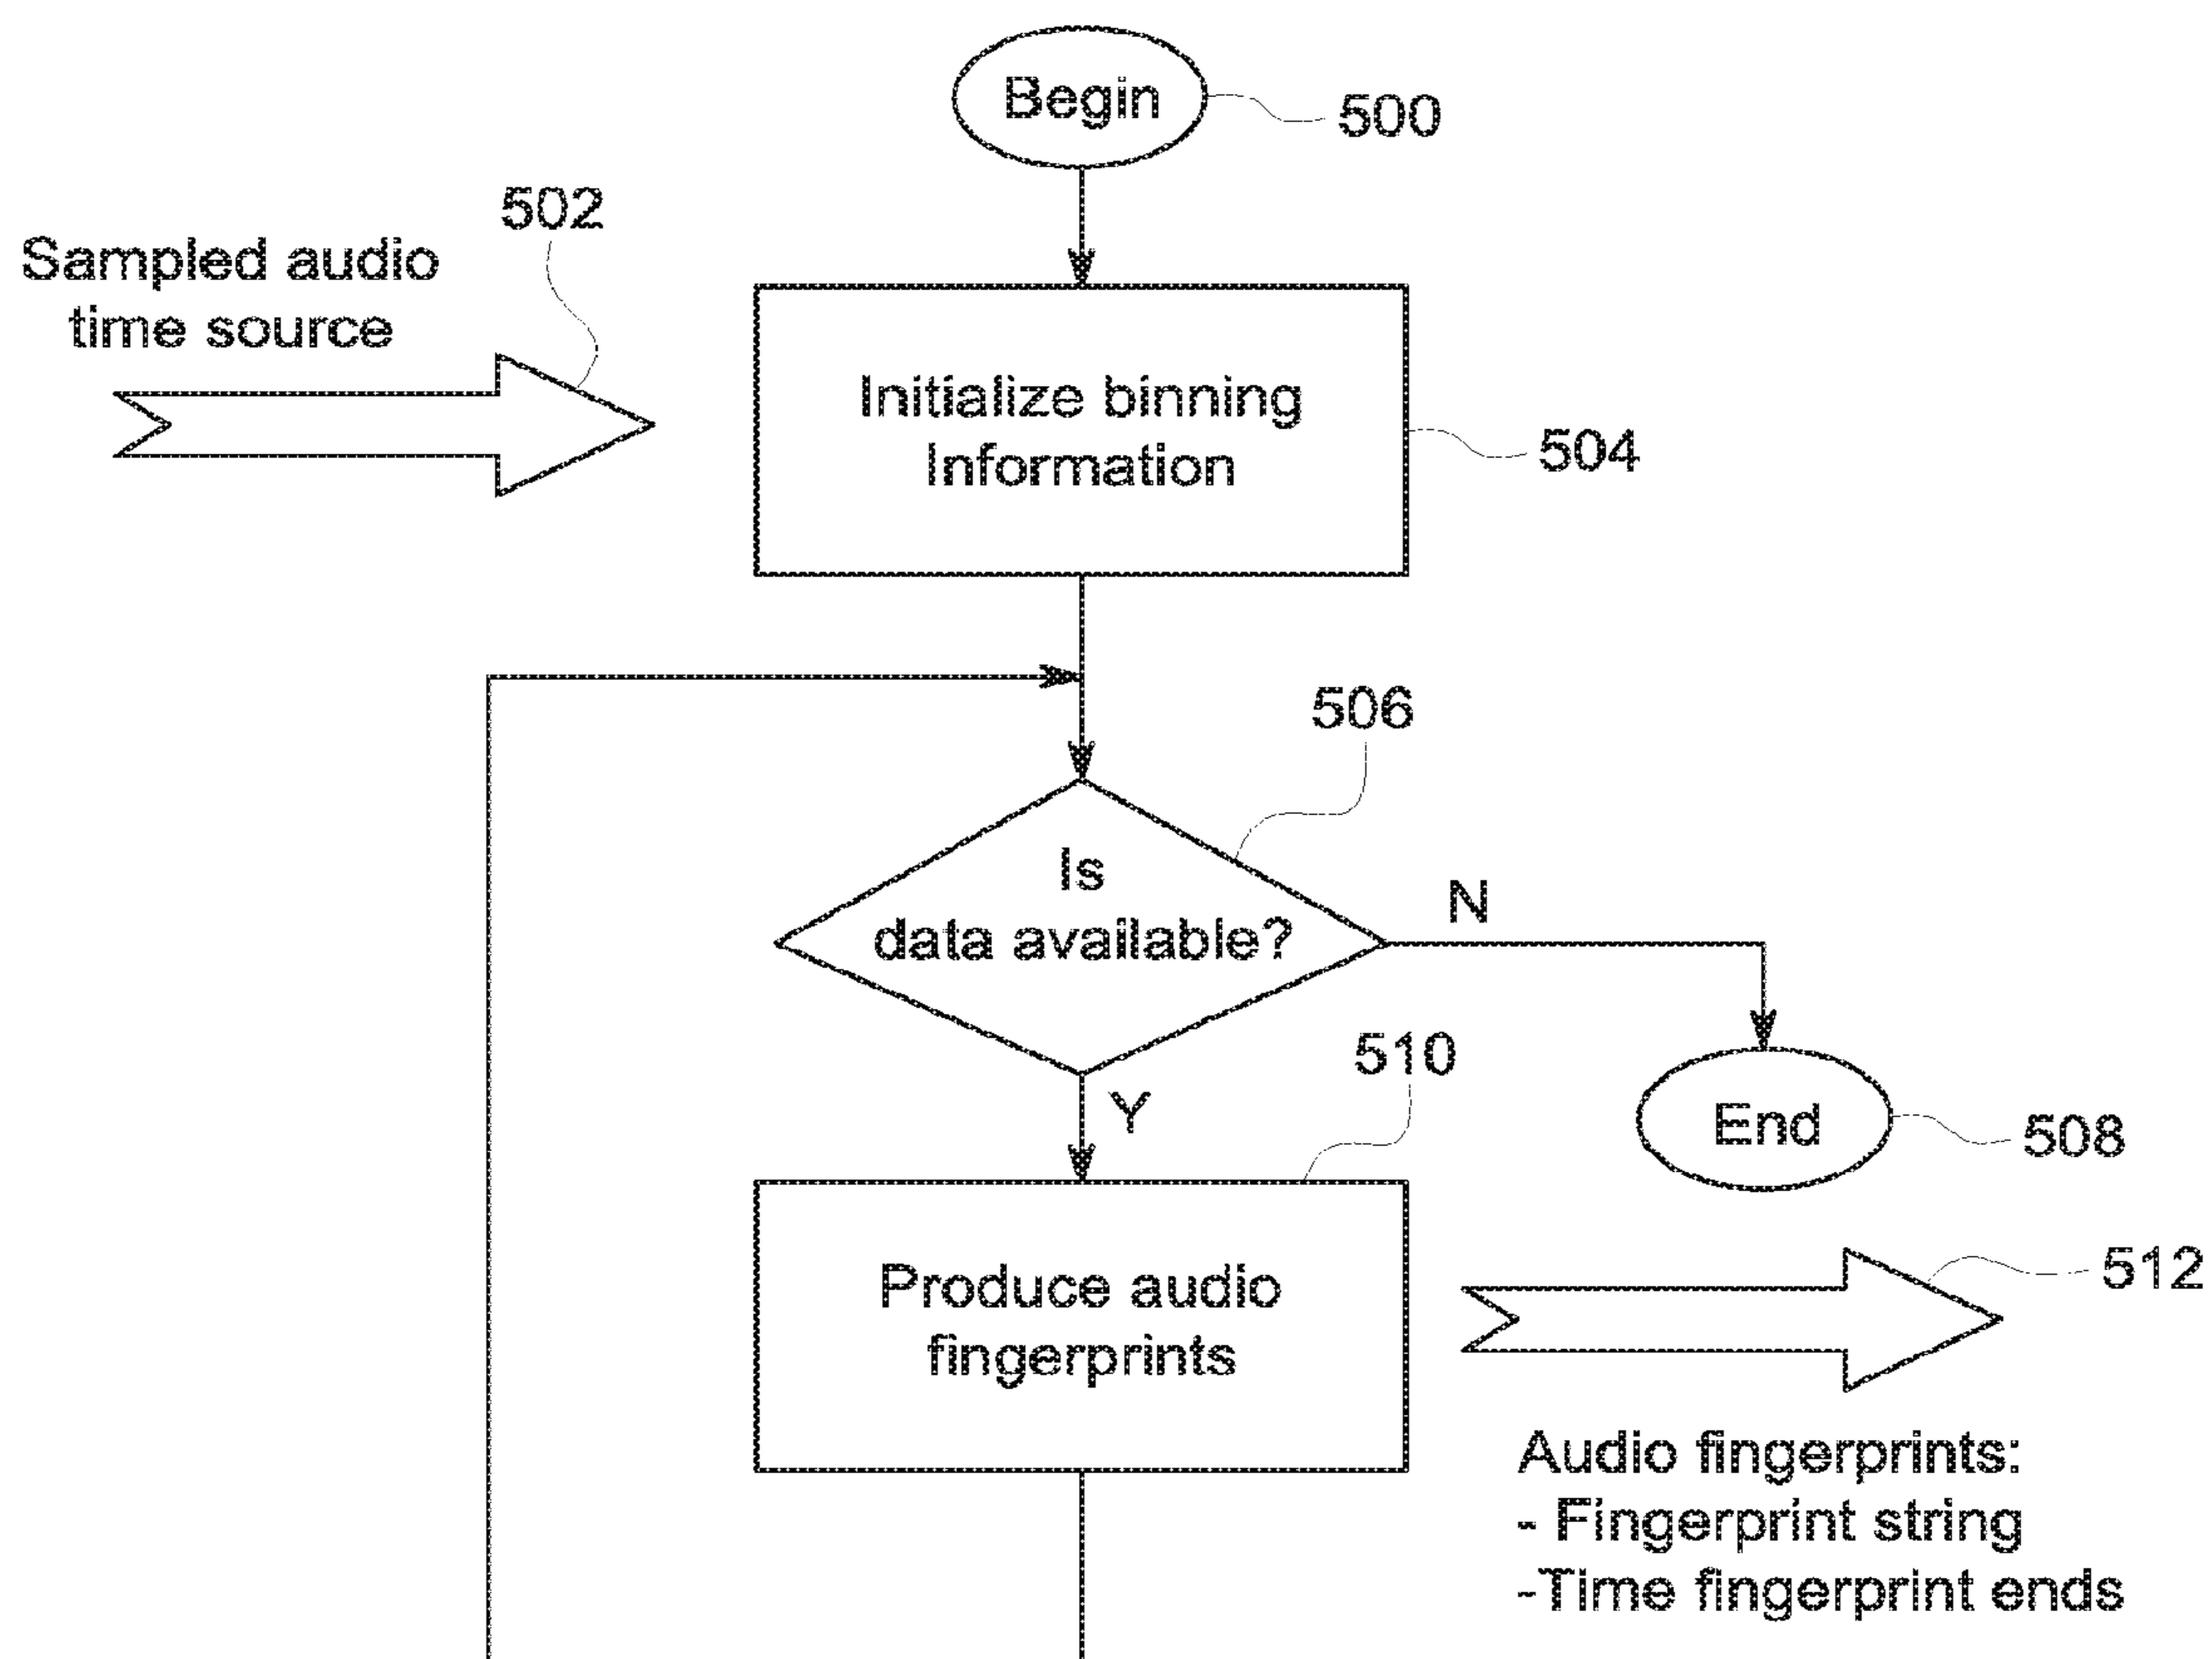 Begin
500
502
Sampled audio
time source
Initialize binning
Information
504
506
Is
data available?
N
Y
510
End
508
Produce audio
fingerprints
512
Audio fingerprints:
- Fingerprint string
-Time fingerprint ends